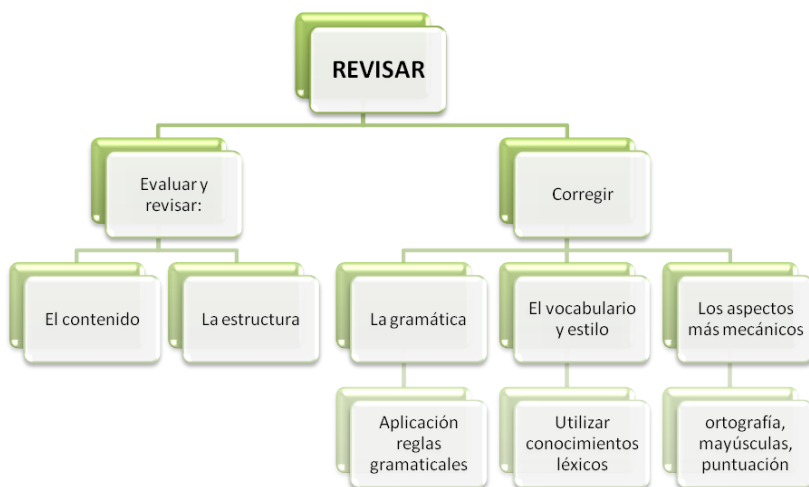 REVISAR
Evaluar y
revisar:
Corregir
El contenido
La estructura
La gramática
El vocabulario
y estilo
Los aspectos
más mecánicos
Aplicación
reglas
gramaticales
Utilizar
conocimientos
léxicos
ortografía,
mayúsculas,
puntuación